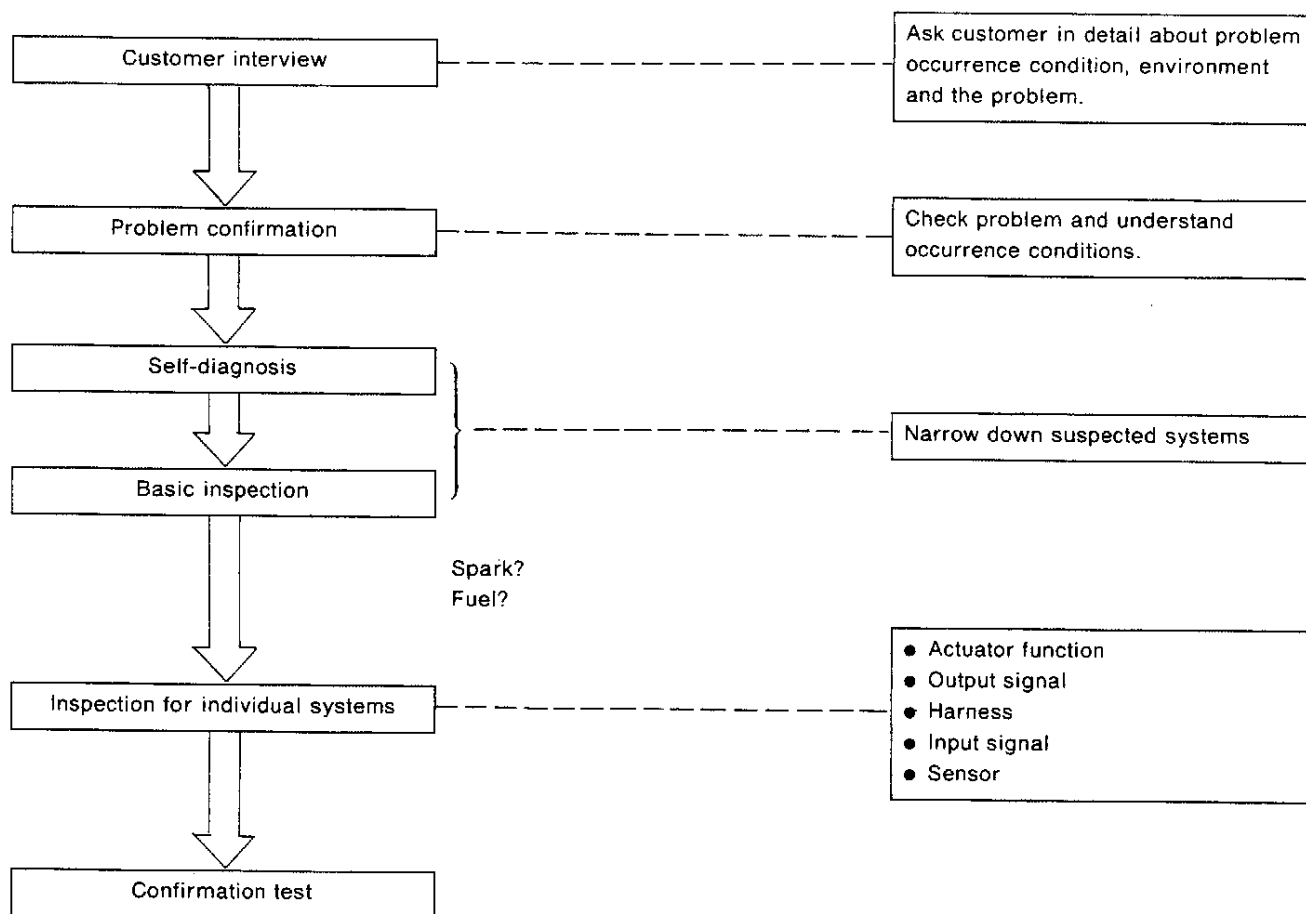 Customer interview
Ask customer in detail about problem
occurrence condition, environment
and the problem.
Problem confirmation
Check problem and understand
occurrence conditions.
Self-diagnosis
Narrow down suspected systems
Basic inspection
Spark?
Fuel?
Inspection for individual systems
● Actuator function
● Output signal
● Harness
● Input signal
● Sensor
Confirmation test